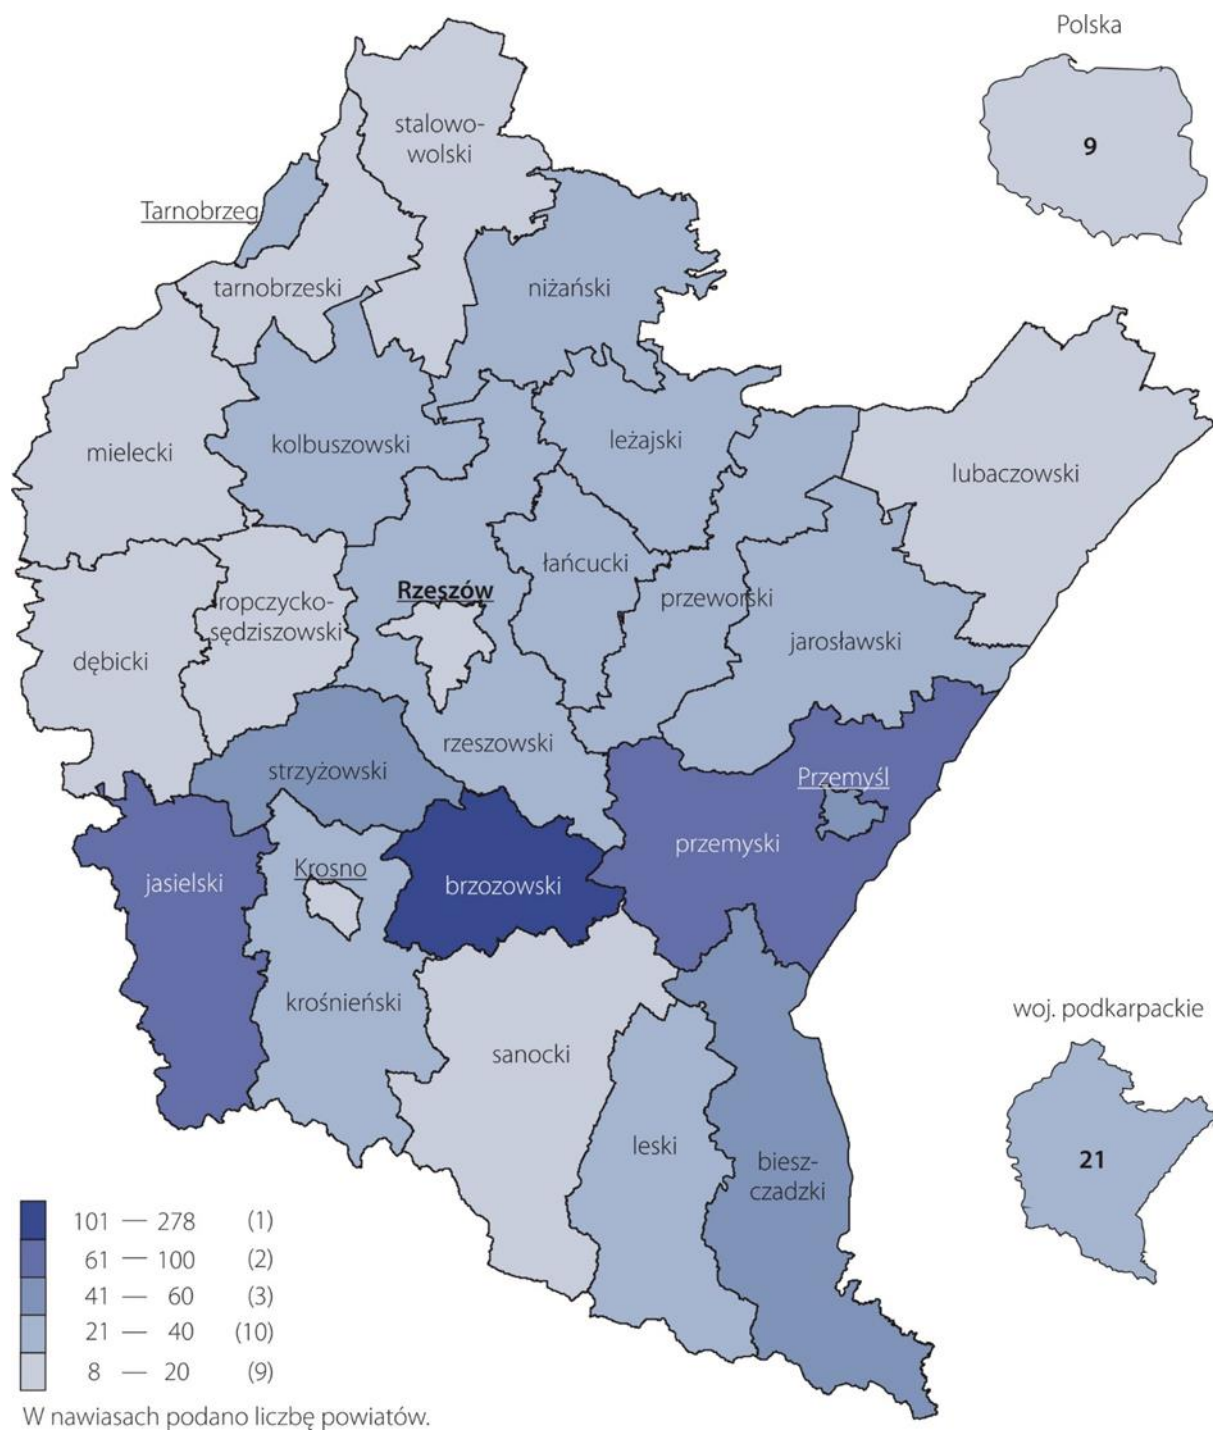 Polska
9
stalowo-
wolski
Tarnobrzeg
tarnobrzeski
niżański
mielecki
kolbuszowski
leżajski
lubaczowski
łańcucki
ropczycko-
sędziszowski
Rzeszów
przeworski
jarosławski
dębicki
rzeszowski
strzyżowski
Przemyśl
przemyski
jasielski
Krosno
brzozowski
krośnieński
sanocki
woj. podkarpackie
21
leski
biesz-
czadzki
101 — 278 (1)
61 — 100 (2)
41 — 60 (3)
21 — 40 (10)
8 — 20 (9)
W nawiasach podano liczbę powiatów.